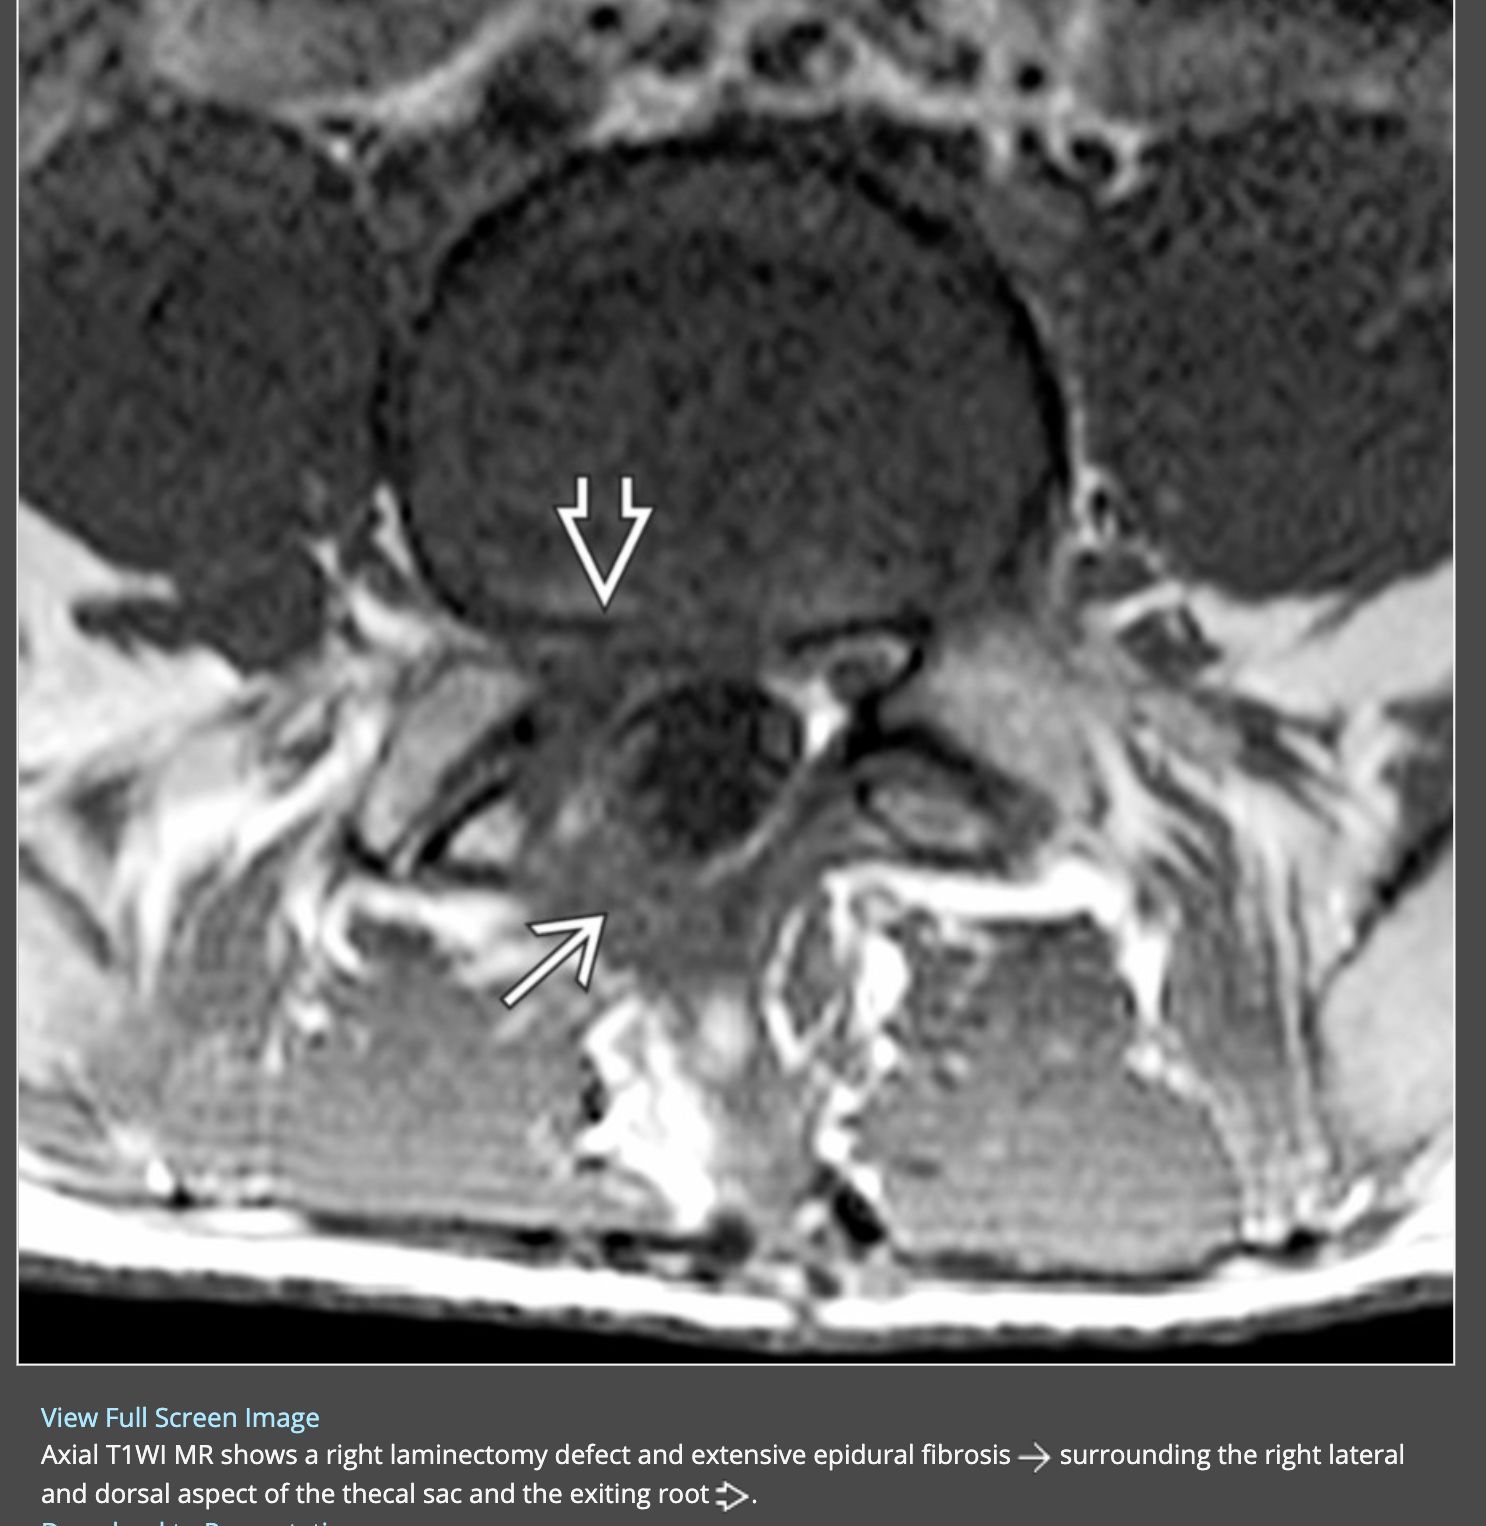 View Full Screen Image
Axial T1WI MR shows a right laminectomy defect and extensive epidural fibrosis → surrounding the right lateral
and dorsal aspect of the thecal sac and the exiting root ⇨.